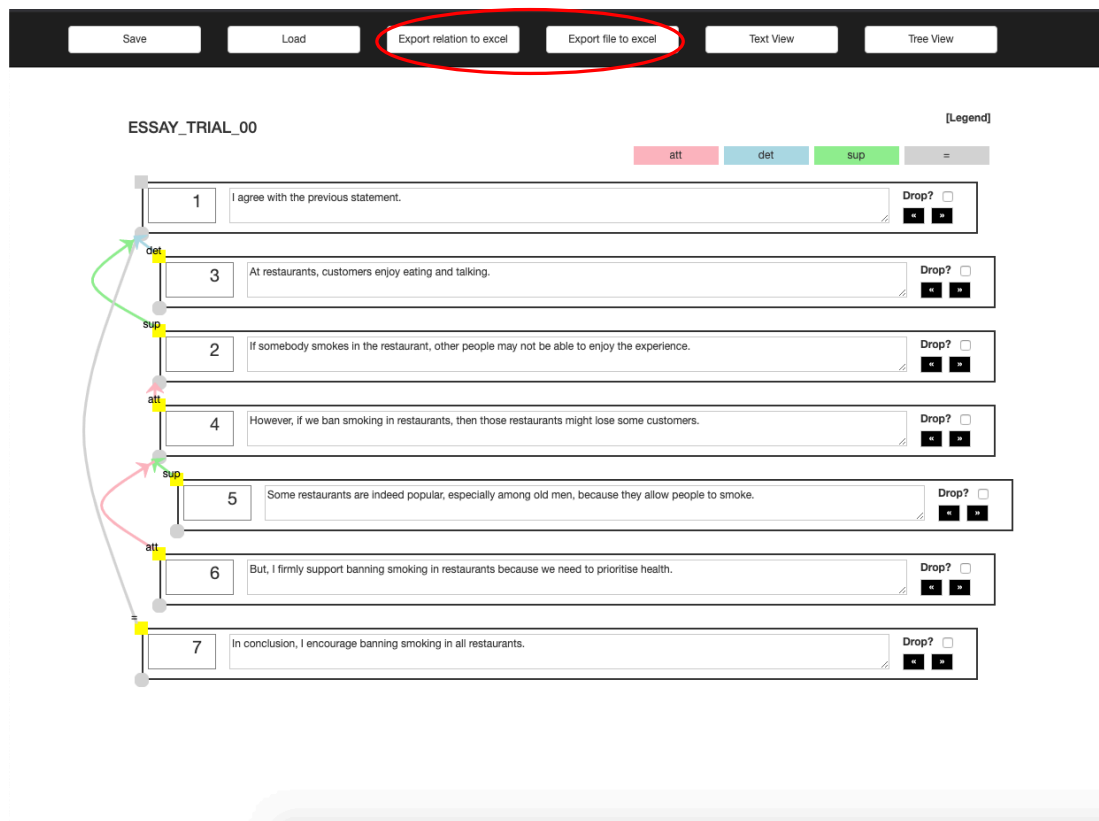 Save Load Export relation to excel Export file to excel Text View Tree View
[Legend]
ESSAY_TRIAL_00
att det sup =
1 I agree with the previous statement. Drop?
« »
det
3 At restaurants, customers enjoy eating and talking. Drop?
« »
sup
2 If somebody smokes in the restaurant, other people may not be able to enjoy the experience. Drop?
« »
att
4 However, if we ban smoking in restaurants, then those restaurants might lose some customers. Drop?
« »
sup
5 Some restaurants are indeed popular, especially among old men, because they allow people to smoke. Drop?
« »
att
6 But, I firmly support banning smoking in restaurants because we need to prioritise health. Drop?
« »
=
7 In conclusion, I encourage banning smoking in all restaurants. Drop?
« »